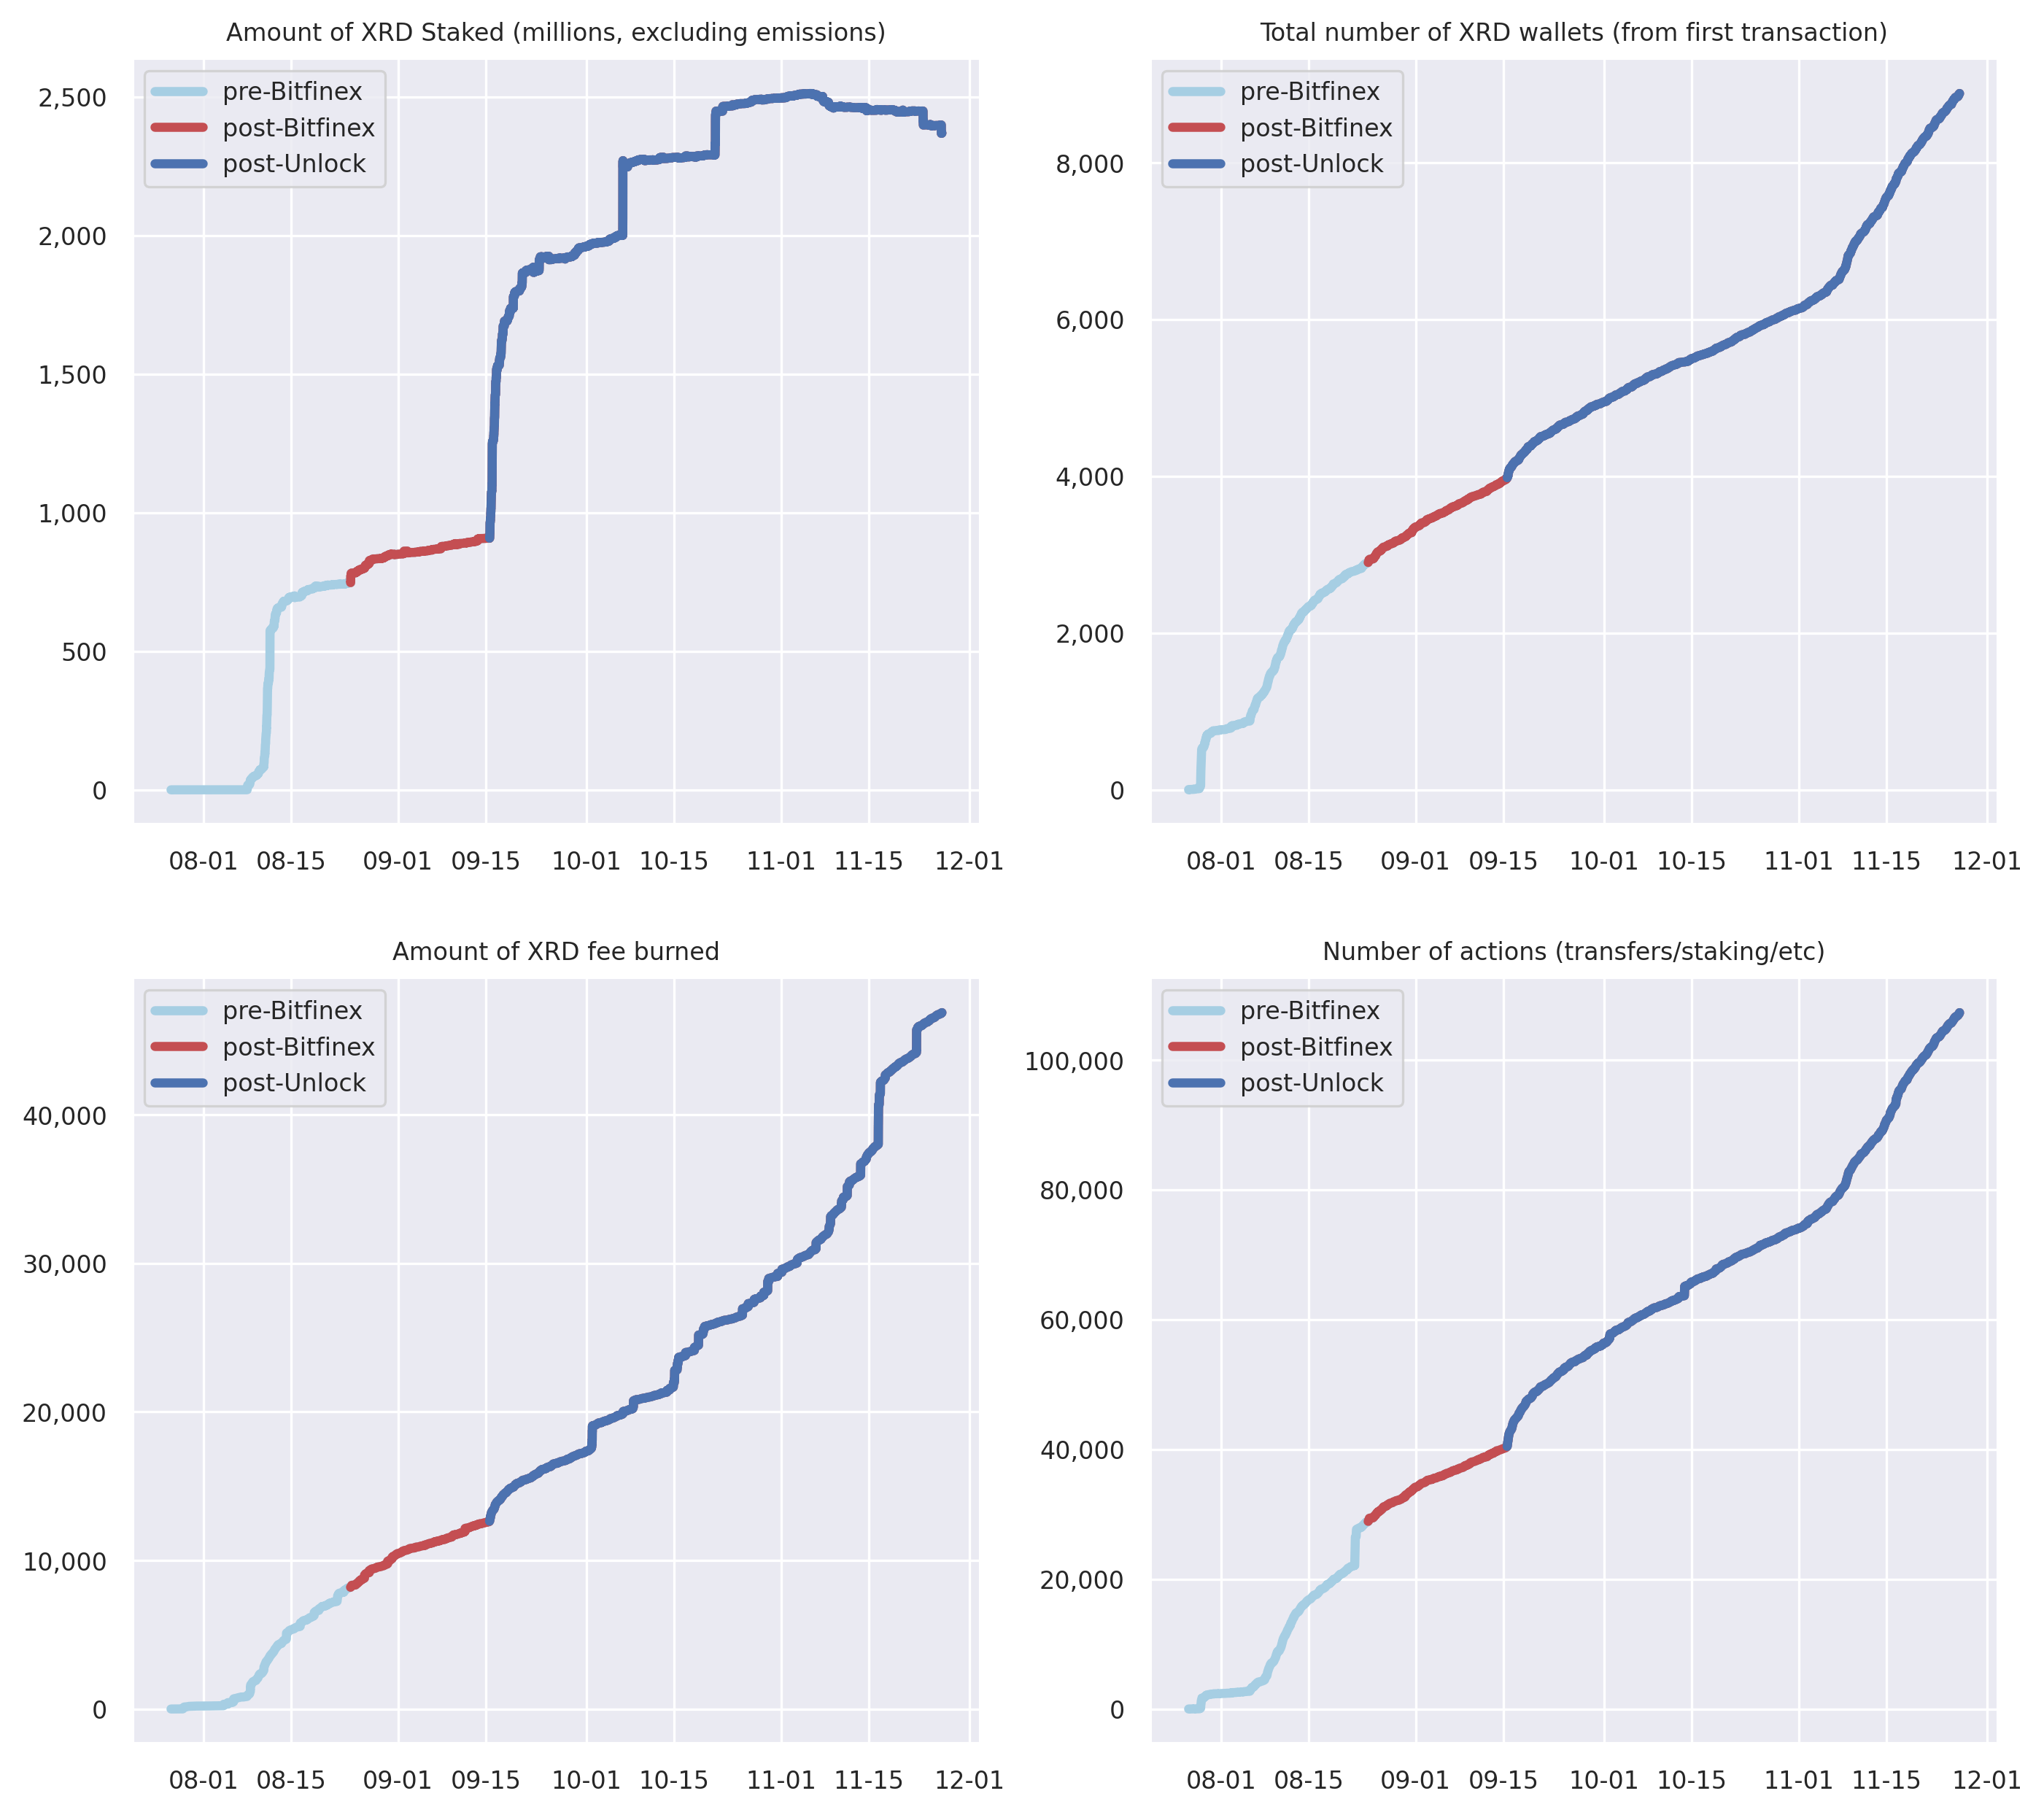 Amount of XRD Staked (millions, excluding emissions)
pre-Bitfinex
post-Bitfinex
post-Unlock
2,500
2,000
1,500
1,000
500
0
08-01 08-15 09-01 09-15 10-01 10-15 11-01 11-15 12-01
Total number of XRD wallets (from first transaction)
pre-Bitfinex
post-Bitfinex
post-Unlock
8,000
6,000
4,000
2,000
0
08-01 08-15 09-01 09-15 10-01 10-15 11-01 11-15 12-01
Amount of XRD fee burned
pre-Bitfinex
post-Bitfinex
post-Unlock
40,000
30,000
20,000
10,000
0
08-01 08-15 09-01 09-15 10-01 10-15 11-01 11-15 12-01
Number of actions (transfers/staking/etc)
pre-Bitfinex
post-Bitfinex
post-Unlock
100,000
80,000
60,000
40,000
20,000
0
08-01 08-15 09-01 09-15 10-01 10-15 11-01 11-15 12-01